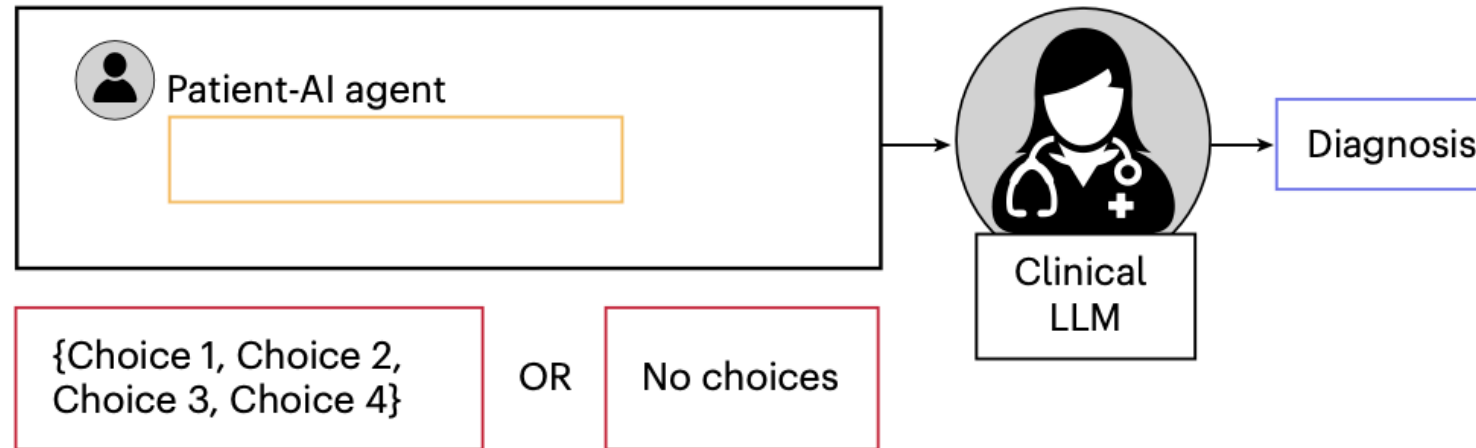 Patient-AI agent
Diagnosis
Clinical
LLM
{Choice 1, Choice 2,
Choice 3, Choice 4}
OR
No choices